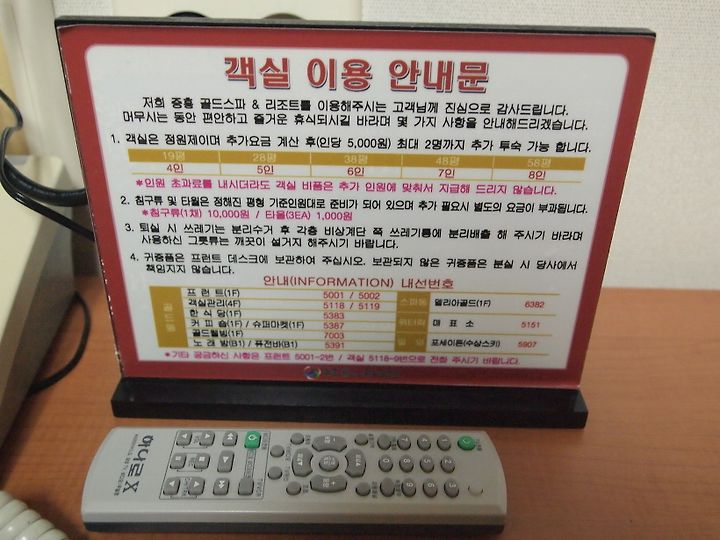 객실 이용 안내문
저희 중흥 골드스파 & 리조트를 이용해주시는 고객님께 진심으로 감사드립니다.
머무시는 동안 편안하고 즐거운 휴식되시길 바라며 몇 가지 사항을 안내해드리겠습니다.
1. 객실은 정원제이며 추가요금 계산 후(인당 5,000원) 최대 2명까지 추가 투숙 가능 합니다.
19평 28평 38평 48평 58평
4인 5인 6인 7인 8인
*인원 초과료를 내시더라도 객실 비품은 추가 인원에 맞춰서 지급해 드리지 않습니다.
2. 침구류 및 타월은 정해진 평형 기준인원대로 준비가 되어 있으며 추가 필요시 별도의 요금이 부과됩니다.
*침구류(1채) 10,000원 / 타올(3EA) 1,000원
3. 퇴실 시 쓰레기는 분리수거 후 각층 비상계단 쪽 쓰레기통에 분리배출 해 주시기 바라며
사용하신 그릇류는 깨끗이 설거지 해주시기 바랍니다.
4. 귀중품은 프런트 데스크에 보관하여 주십시오. 보관되지 않은 귀중품은 분실 시 당사에서
책임지지 않습니다.
안내(INFORMATION) 내선번호
프 런 트(1F) 5001 / 5002
객실관리(4F) 5118 / 5119
한 식 당(1F) 5383
커 피 숍(1F) / 슈퍼마켓(1F) 5387
골드웰빙(1F) 7003
노 래 방(B1) / 퓨전바(B1) 5391
스파동 엘리아골드(1F) 6382
워터락 매 표 소 5151
포세이돈(수상스키) 5907
*기타 궁금하신 사항은 프런트 5001~2번 / 객실 5118~9번으로 전화 주시기 바랍니다.
하나로X